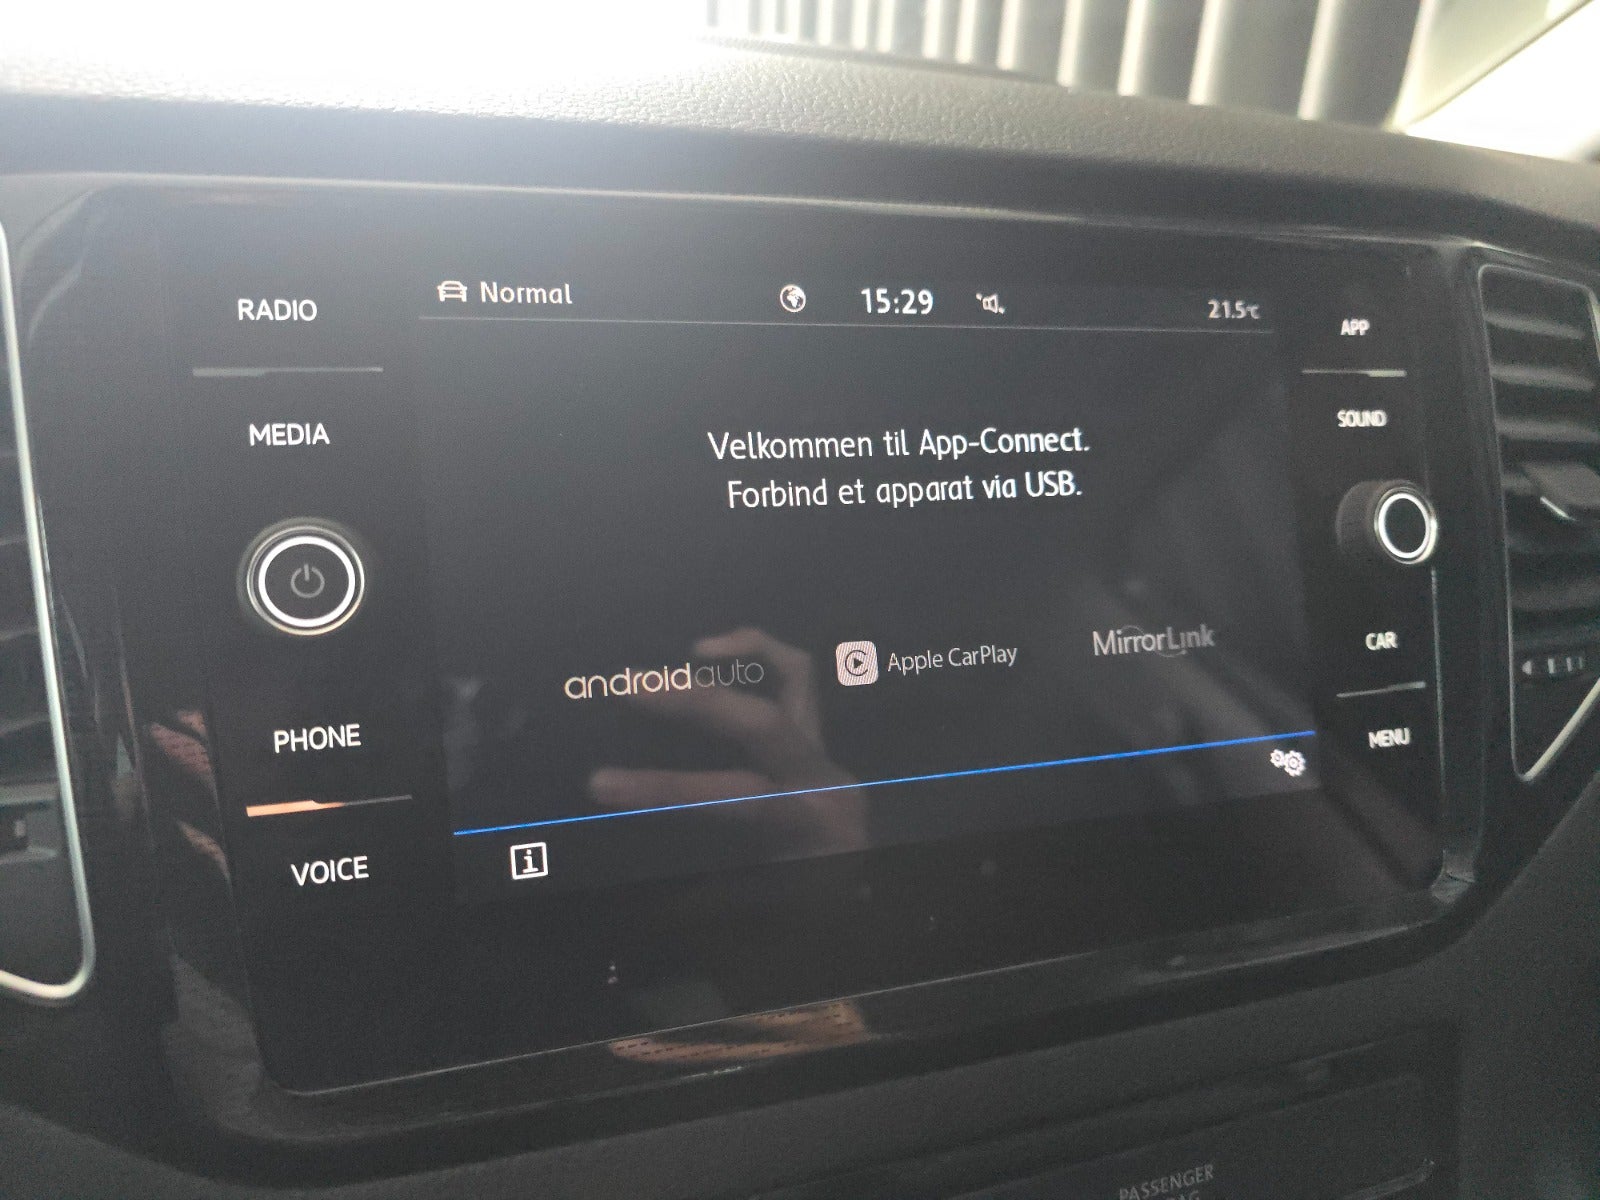 RADIO
MEDIA
PHONE
VOICE
Normal
15:29
21.5°C
Velkommen til App-Connect.
Forbind et apparat via USB.
androidauto
Apple CarPlay
MirrorLink
i
APP
SOUND
CAR
MENU
PASSENGER